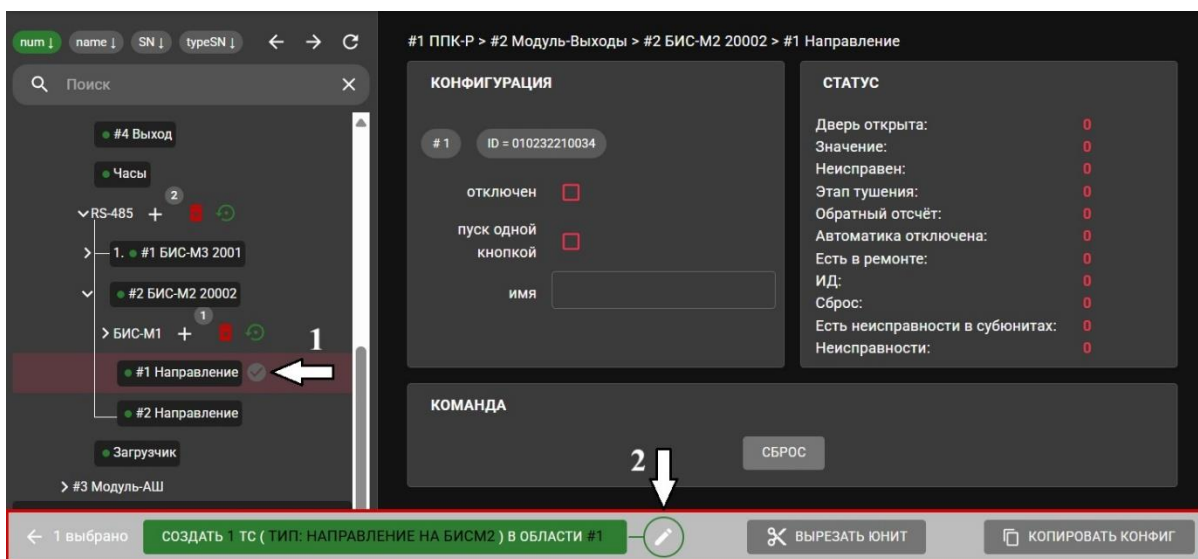 num ↓ name ↓ SN ↓ typeSN ↓
Поиск
#4 Выход
Часы
2
RS-485 +
1. #1 БИС-М3 2001
#2 БИС-М2 20002
1
БИС-М1 +
1
#1 Направление
#2 Направление
Загрузчик
#3 Модуль-АШ
#1 ППК-Р > #2 Модуль-Выходы > #2 БИС-М2 20002 > #1 Направление
КОНФИГУРАЦИЯ
# 1 ID = 010232210034
отключен
пуск одной
кнопкой
имя
СТАТУС
Дверь открыта: 0
Значение: 0
Неисправен: 0
Этап тушения: 0
Обратный отсчёт: 0
Автоматика отключена: 0
Есть в ремонте: 0
ИД: 0
Сброс: 0
Есть неисправности в субюнитах: 0
Неисправности: 0
КОМАНДА
СБРОС
2
← 1 выбрано СОЗДАТЬ 1 ТС ( ТИП: НАПРАВЛЕНИЕ НА БИСМ2 ) В ОБЛАСТИ #1 ВЫРЕЗАТЬ ЮНИТ КОПИРОВАТЬ КОНФИГ